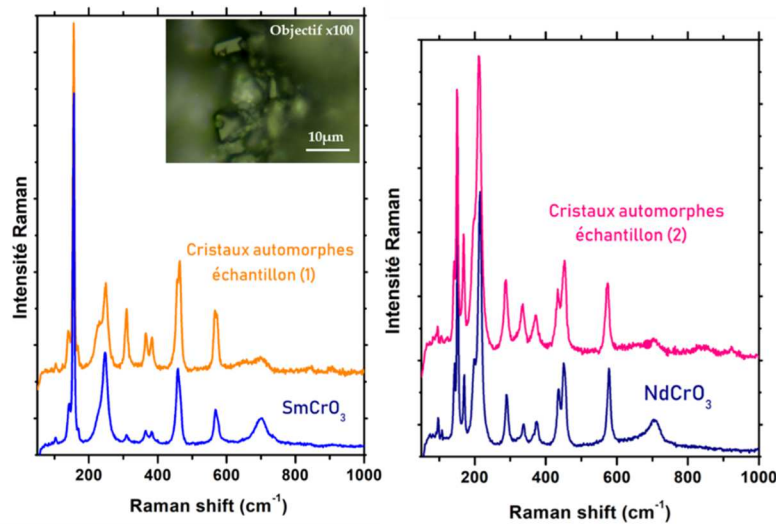 Objectif x100
10µm
Intensité Raman
Cristaux automorphes
échantillon (1)
SmCrO₃
200 400 600 800 1000
Raman shift (cm⁻¹)
Intensité Raman
Cristaux automorphes
échantillon (2)
NdCrO₃
200 400 600 800 1000
Raman shift (cm⁻¹)